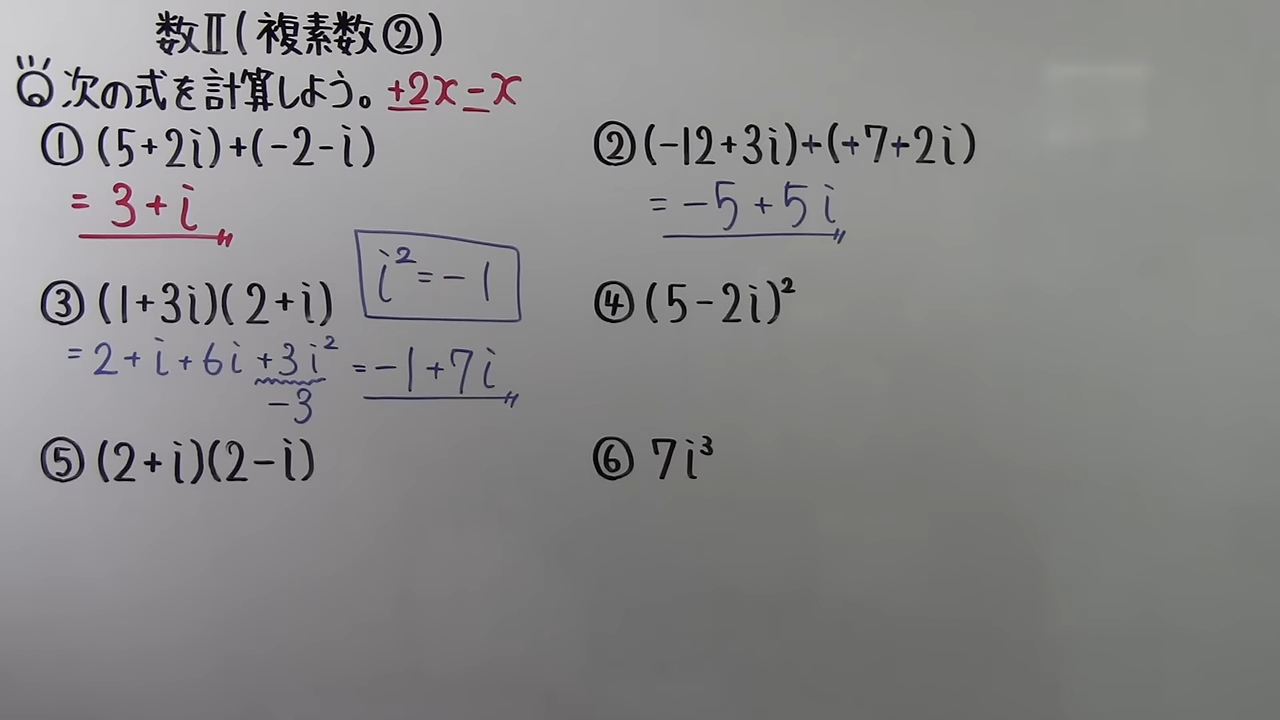 数Ⅱ(複素数②)
Q 次の式を計算しよう。 +2x-x
① (5+2i)+(-2-i)
= 3+i
② (-12+3i)+(+7+2i)
= -5+5i
③ (1+3i)(2+i)
i²=-1
= 2+i+6i+3i² = -1+7i
-3
④ (5-2i)²
⑤ (2+i)(2-i)
⑥ 7i³